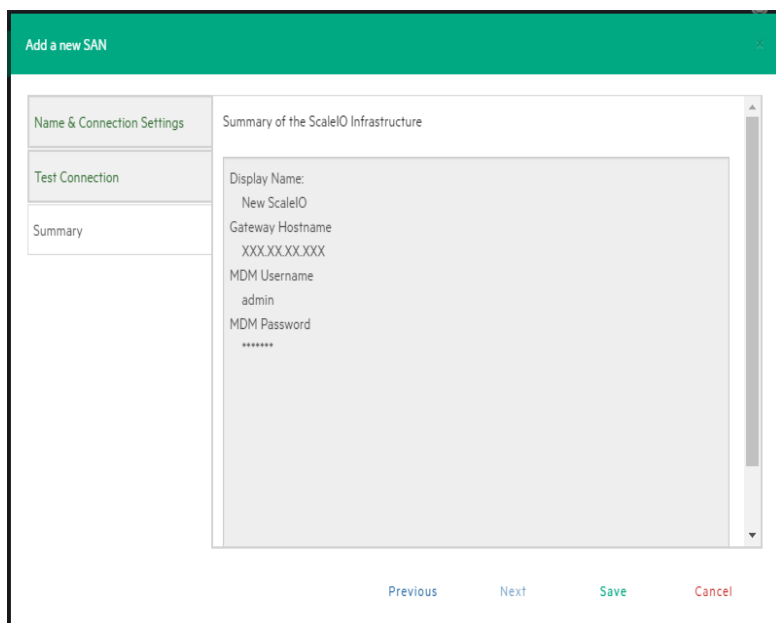 Add a new SAN
x
Name & Connection Settings
Test Connection
Summary
Summary of the ScaleIO Infrastructure
Display Name:
New ScaleIO
Gateway Hostname
XXX.XX.XX.XXX
MDM Username
admin
MDM Password
*******
Previous Next Save Cancel